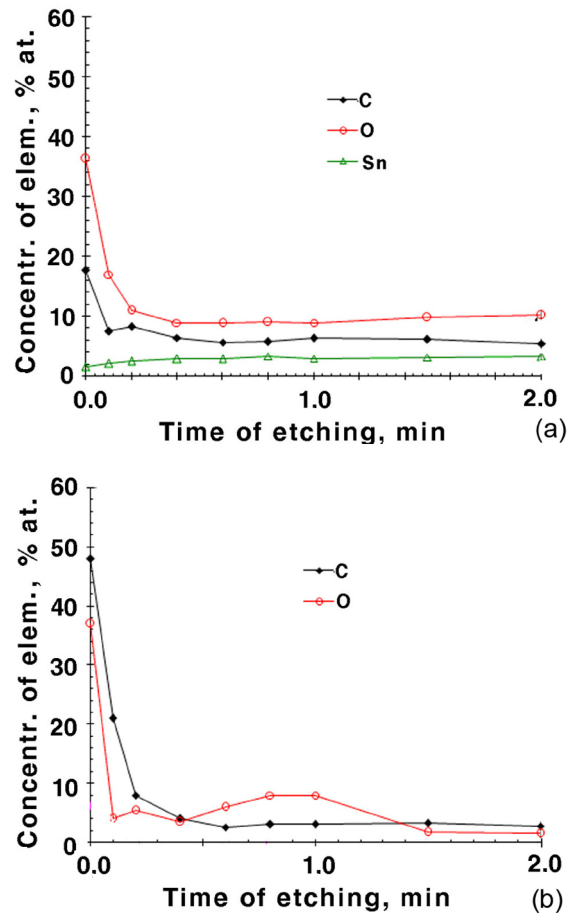 60
50
40
30
20
10
0
Concentr. of elem., % at.
C
O
Sn
0.0
1.0
2.0
Time of etching, min
(a)
60
50
40
30
20
10
0
Concentr. of elem., % at.
C
O
0.0
1.0
2.0
Time of etching, min
(b)